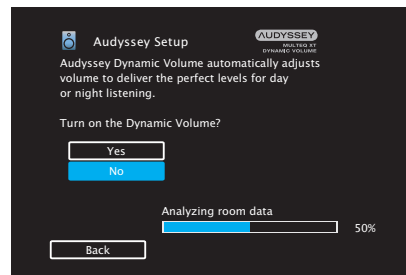 Audyssey Setup
AUDYSSEY
MULTEQ XT
DYNAMIC VOLUME
Audyssey Dynamic Volume automatically adjusts
volume to deliver the perfect levels for day
or night listening.
Turn on the Dynamic Volume?
Yes
No
Analyzing room data
50%
Back